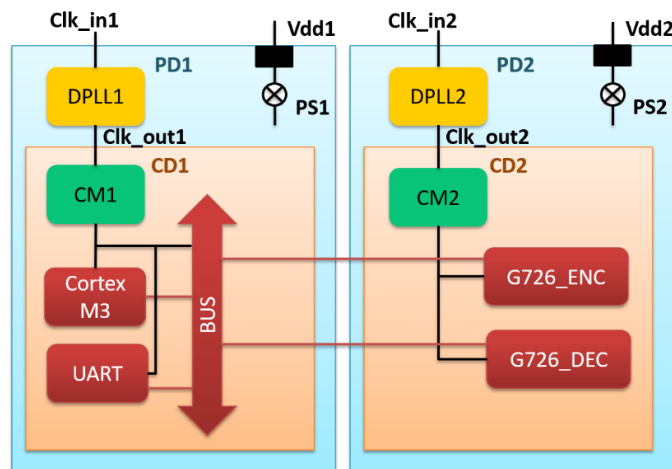 Clk_in1
Vdd1
PD1
DPLL1
PS1
Clk_out1
CD1
CM1
Cortex
M3
BUS
UART
Clk_in2
Vdd2
PD2
DPLL2
PS2
Clk_out2
CD2
CM2
G726_ENC
G726_DEC